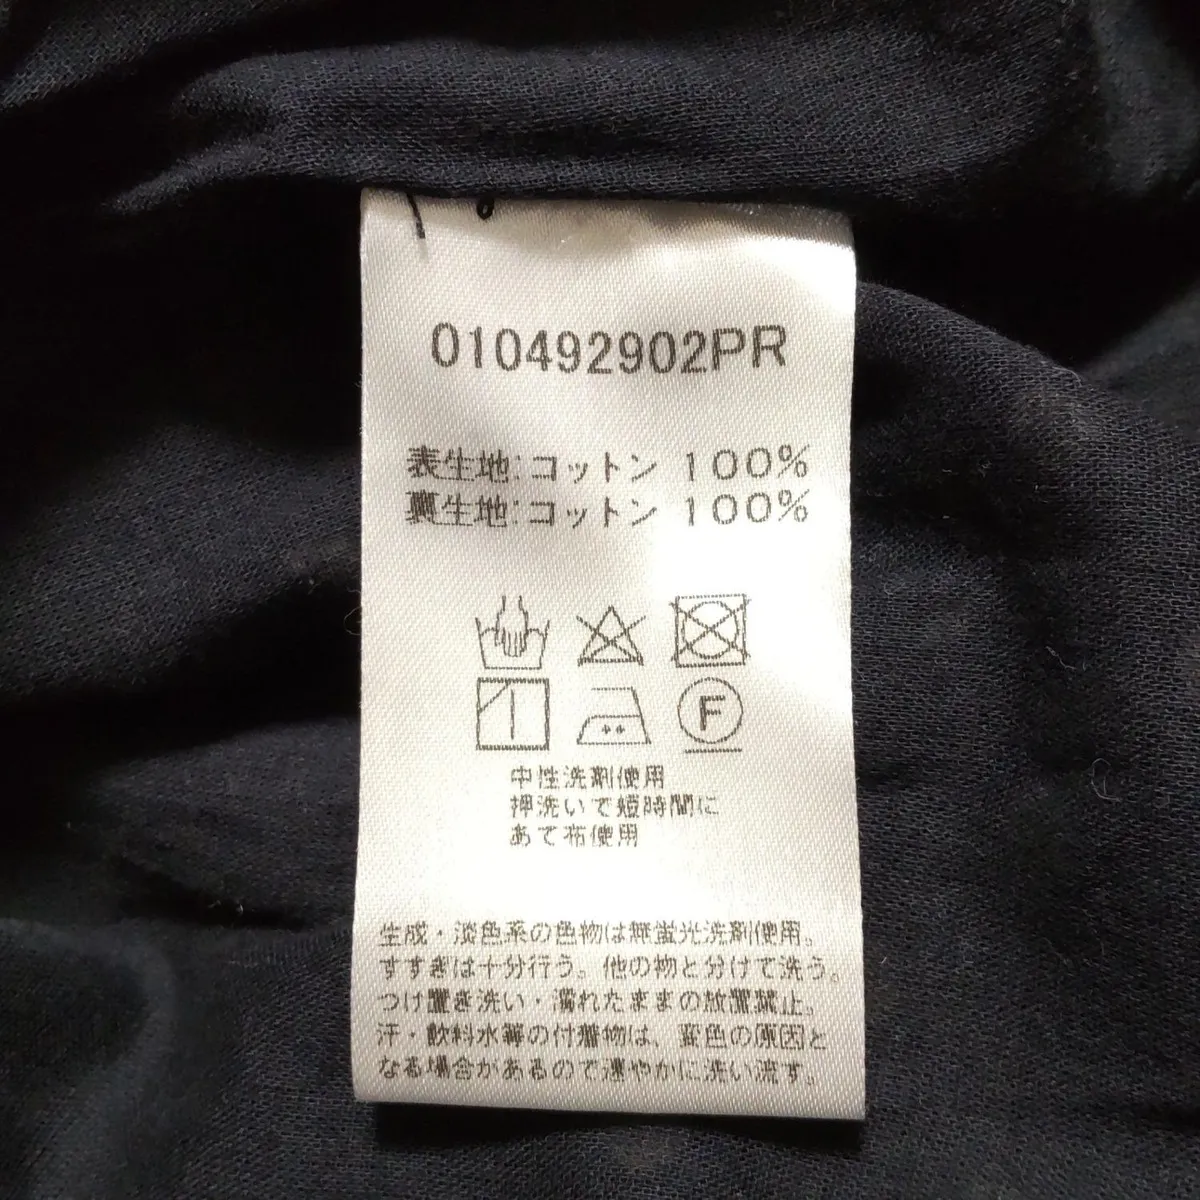 010492902PR
表生地:コットン 100%
裏生地:コットン 100%
F
中性洗剤使用
押洗いで短時間に
あて布使用
生成・淡色系の色物は無蛍光洗剤使用。
すすぎは十分行う。他の物と分けて洗う。
つけ置き洗い・濡れたままの放置禁止。
汗・飲料水等の付着物は、変色の原因と
なる場合があるので速やかに洗い流す。